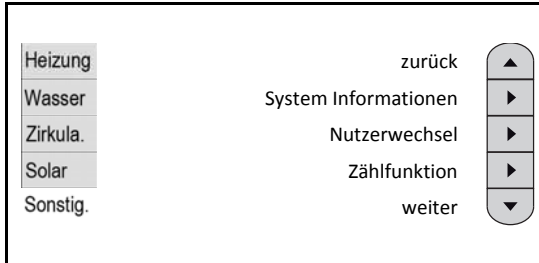 Heizung zurück
Wasser System Informationen
Zirkula. Nutzerwechsel
Solar Zählfunktion
Sonstig. weiter